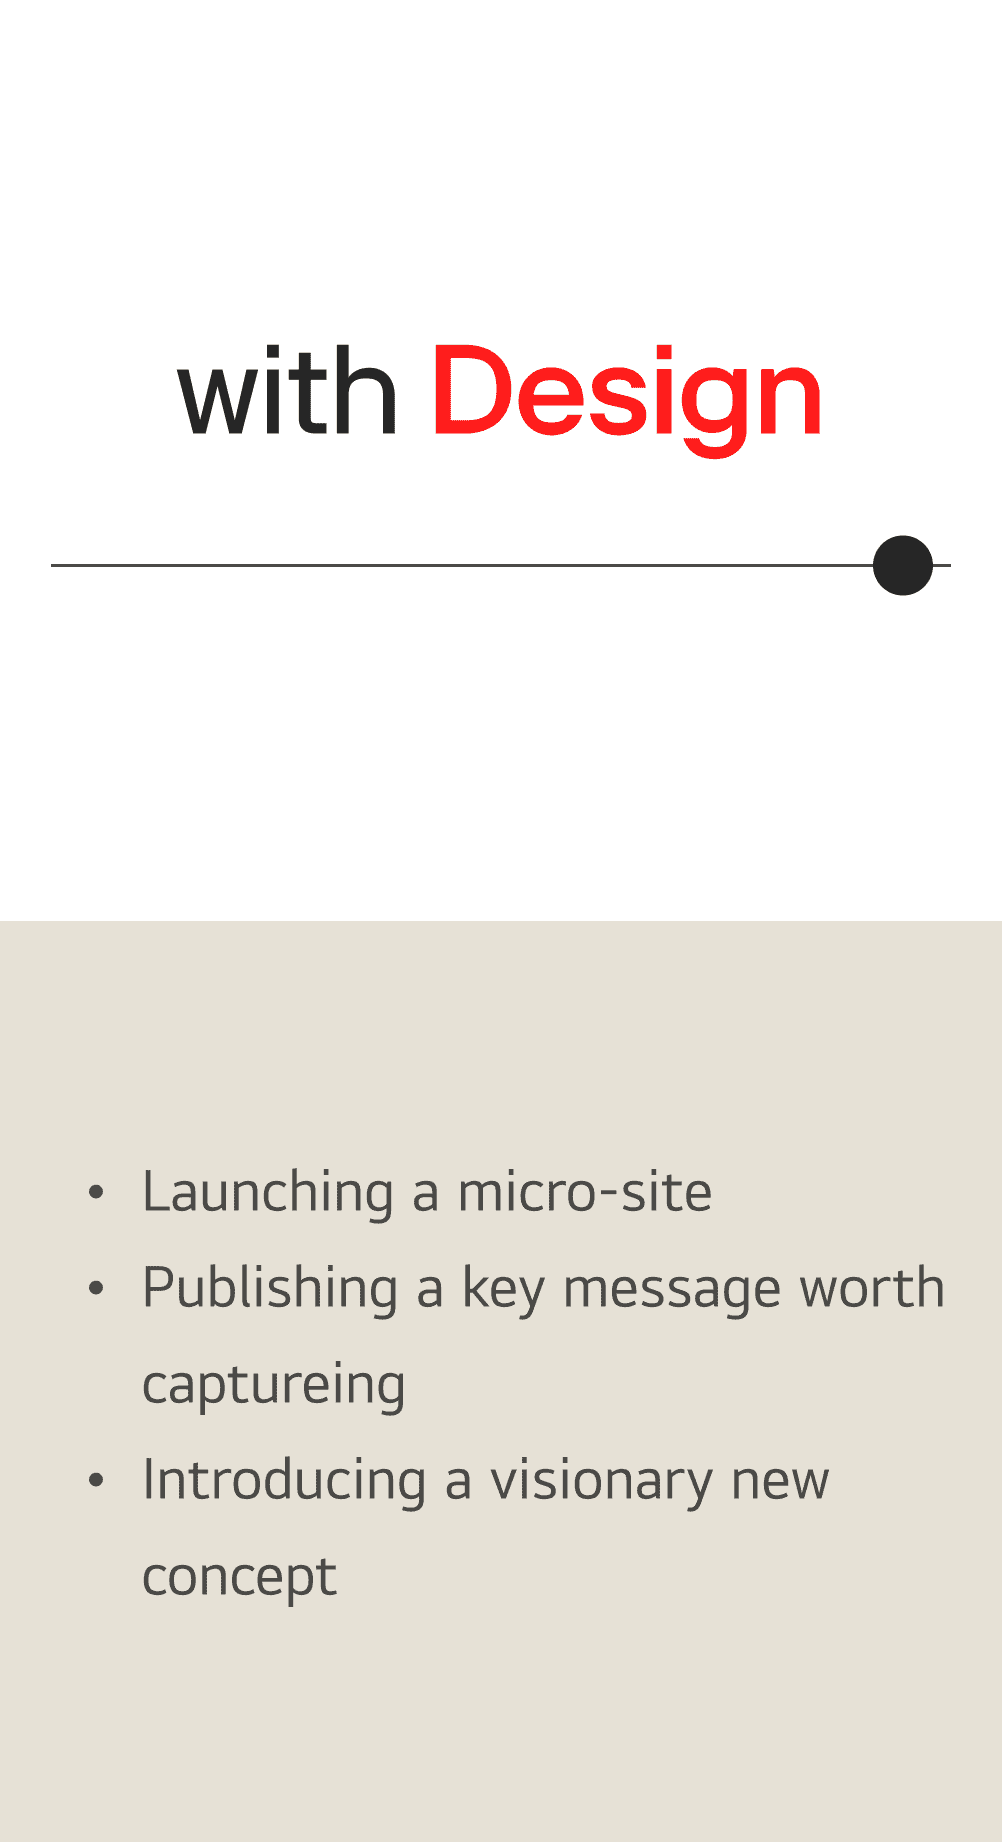 with Design
• Launching a micro-site
• Publishing a key message worth
captureing
• Introducing a visionary new
concept